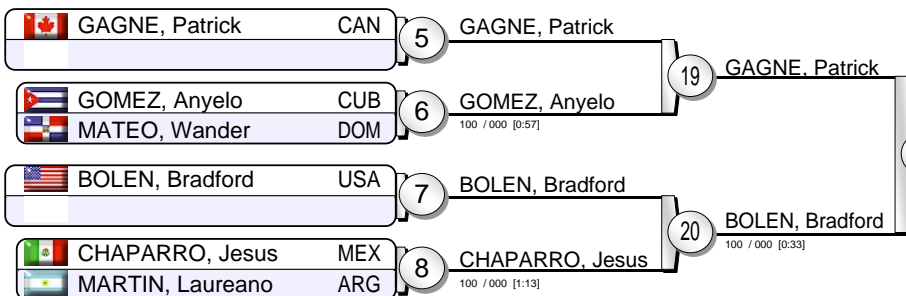 GAGNE, Patrick CAN
5
GAGNE, Patrick
19
GAGNE, Patrick
GOMEZ, Anyelo CUB
MATEO, Wander DOM
6
GOMEZ, Anyelo
100 / 000 [0:57]
BOLEN, Bradford USA
7
BOLEN, Bradford
20
BOLEN, Bradford
100 / 000 [0:33]
CHAPARRO, Jesus MEX
MARTIN, Laureano ARG
8
CHAPARRO, Jesus
100 / 000 [1:13]